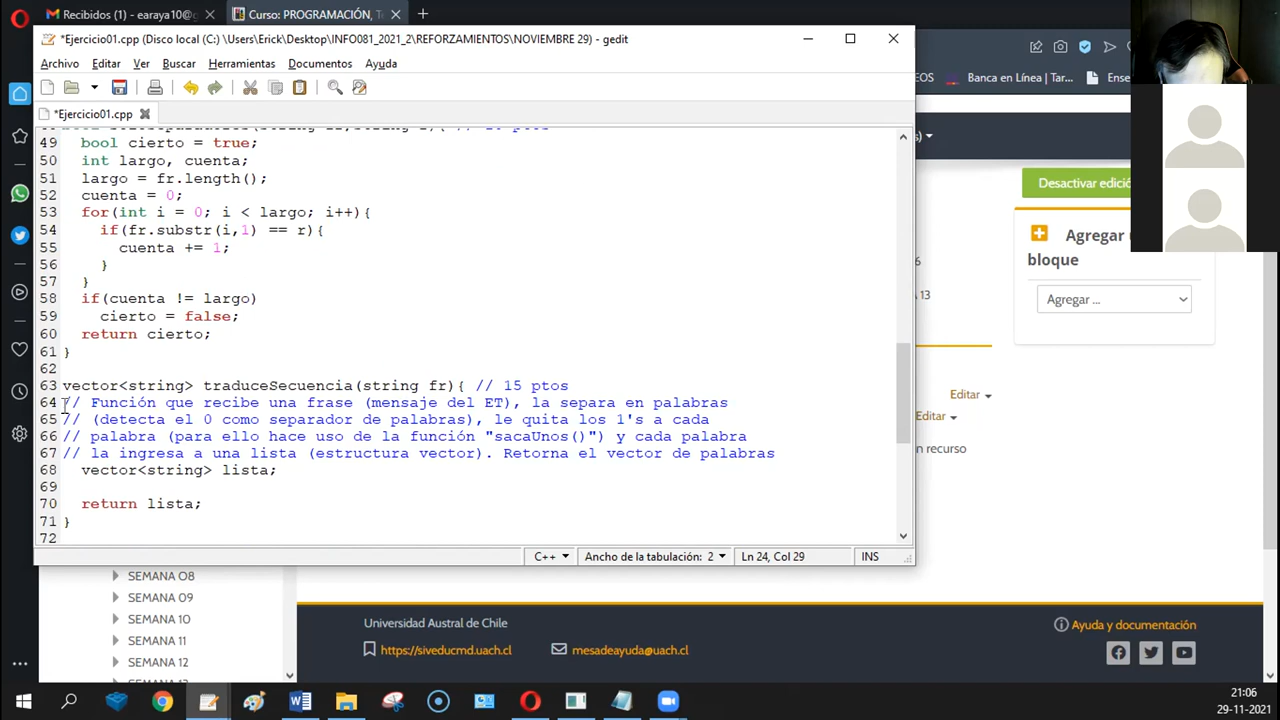 Recibidos (1) - earaya10@g
Curso: PROGRAMACIÓN, T
*Ejercicio01.cpp (Disco local (C:) \Users\Erick\Desktop\INFO081_2021_2\REFORZAMIENTOS\NOVIEMBRE 29) - gedit
Archivo Editar Ver Buscar Herramientas Documentos Ayuda
*Ejercicio01.cpp
49 bool cierto = true;
50 int largo, cuenta;
51 largo = fr.length();
52 cuenta = 0;
53 for(int i = 0; i < largo; i++){
54 if(fr.substr(i,1) == r){
55 cuenta += 1;
56 }
57 }
58 if(cuenta != largo)
59 cierto = false;
60 return cierto;
61 }
62
63 vector<string> traduceSecuencia(string fr){ // 15 ptos
64 // Función que recibe una frase (mensaje del ET), la separa en palabras
65 // (detecta el 0 como separador de palabras), le quita los 1's a cada
66 // palabra (para ello hace uso de la función "sacaUnos()") y cada palabra
67 // la ingresa a una lista (estructura vector). Retorna el vector de palabras
68 vector<string> lista;
69
70 return lista;
71 }
72
C++ Ancho de la tabulación: 2 Ln 24, Col 29 INS
EOS Banca en Línea | Tar... Ense
Desactivar edició
Agregar
bloque
Agregar ...
6
13
Editar
Editar
n recurso
SEMANA 08
SEMANA 09
SEMANA 10
SEMANA 11
SEMANA 12
Universidad Austral de Chile
https://siveducmd.uach.cl
mesadeayuda@uach.cl
Ayuda y documentación
21:06
29-11-2021